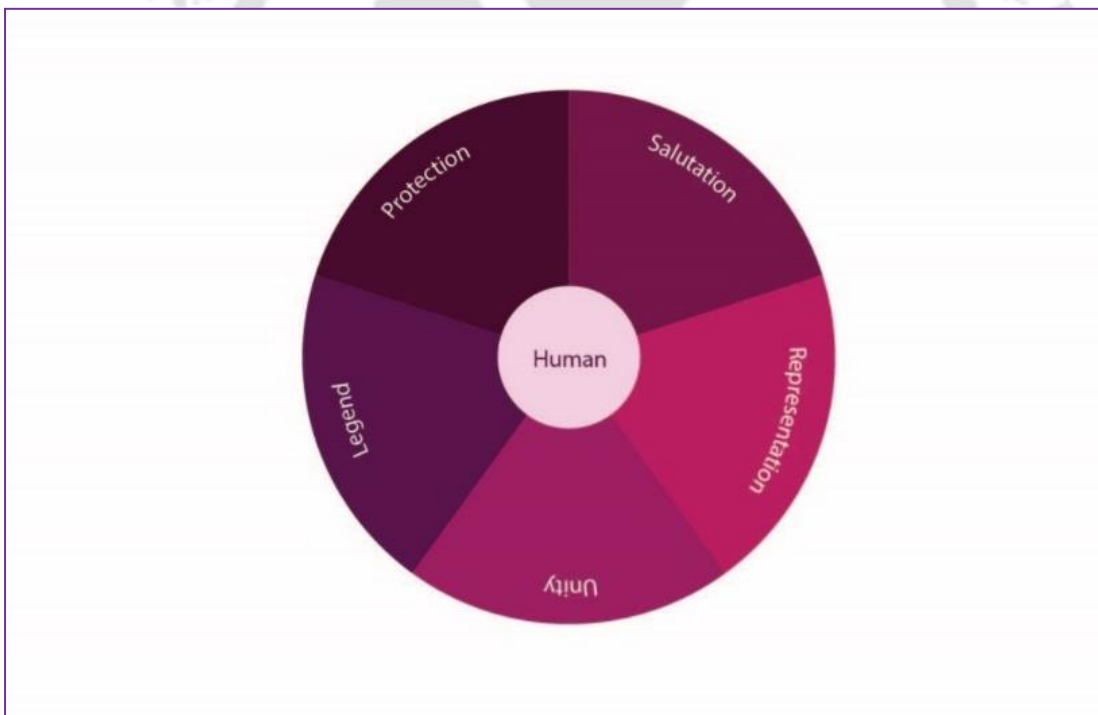 Protection
Salutation
Human
Legend
Representation
Unity